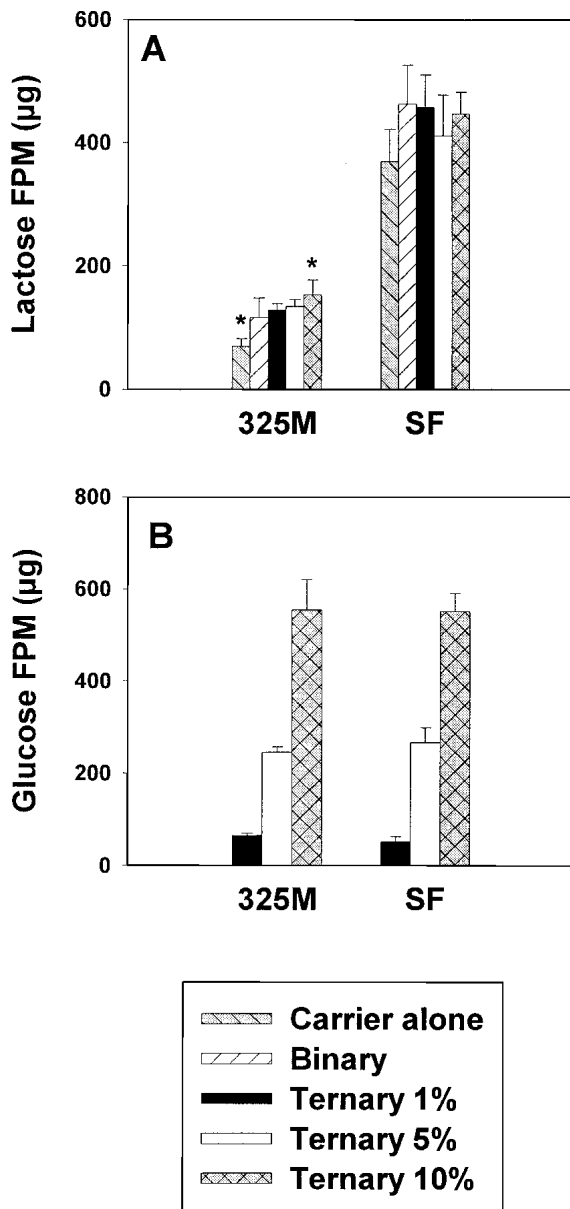 A
Lactose FPM (µg)
600
400
200
0
*
*
325M
SF
B
Glucose FPM (µg)
800
600
400
200
0
325M
SF
Carrier alone
Binary
Ternary 1%
Ternary 5%
Ternary 10%